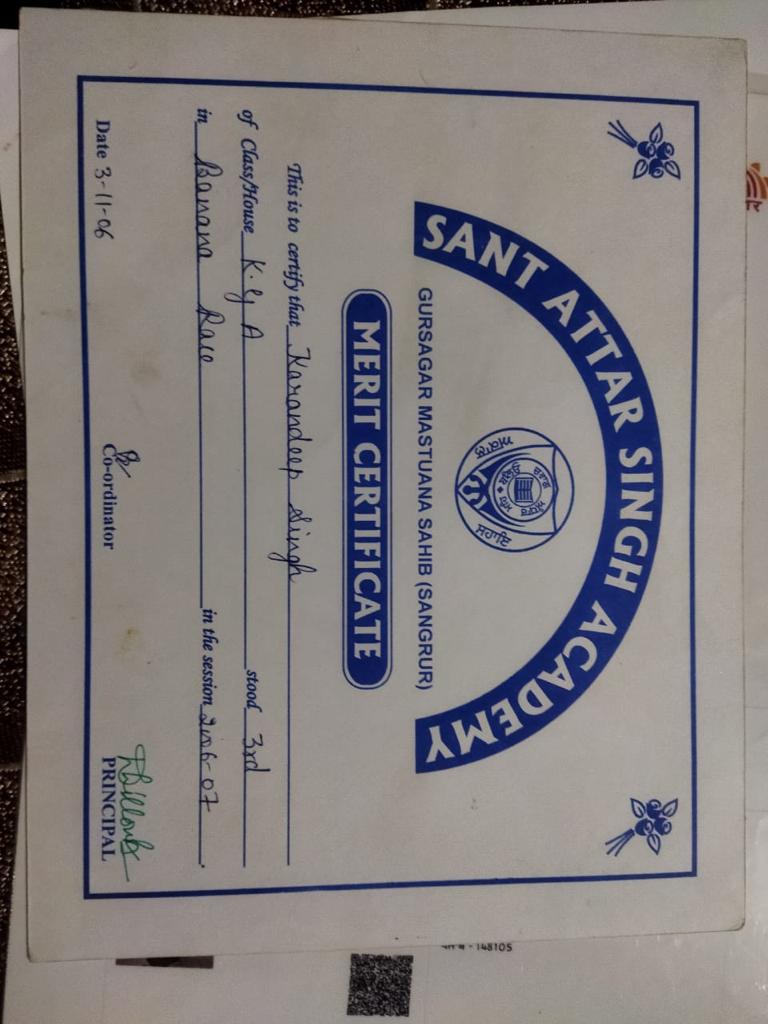 SANT ATTAR SINGH ACADEMY
ਅਕਾਲ ਸਹਾਇ
GURSAGAR MASTUANA SAHIB (SANGRUR)
MERIT CERTIFICATE
This is to certify that Karandeep Singh
of Class/House K.G A stood 3rd
in Banana Race in the session 2006-07.
Date 3-11-06
Co-ordinator
PRINCIPAL
148105